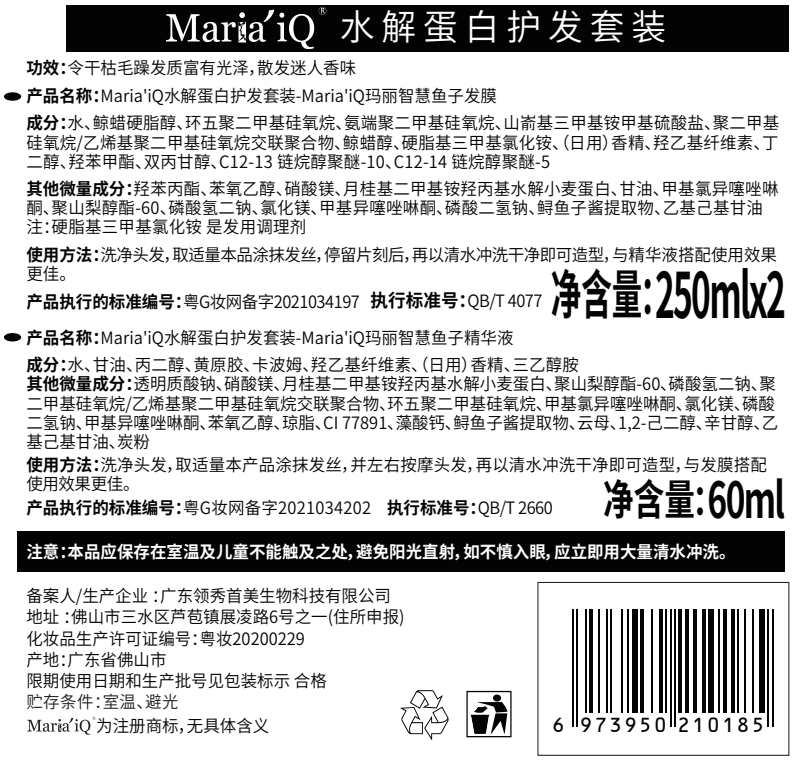 Maria'iQ® 水解蛋白护发套装
功效：令干枯毛躁发质富有光泽，散发迷人香味
产品名称：Maria'iQ水解蛋白护发套装-Maria'iQ玛丽智慧鱼子发膜
成分：水、鲸蜡硬脂醇、环五聚二甲基硅氧烷、氨端聚二甲基硅氧烷、山嵛基三甲基铵甲基硫酸盐、聚二甲基
硅氧烷/乙烯基聚二甲基硅氧烷交联聚合物、鲸蜡醇、硬脂基三甲基氯化铵、（日用）香精、羟乙基纤维素、丁
二醇、羟苯甲酯、双丙甘醇、C12-13 链烷醇聚醚-10、C12-14 链烷醇聚醚-5
其他微量成分：羟苯丙酯、苯氧乙醇、硝酸镁、月桂基二甲基铵羟丙基水解小麦蛋白、甘油、甲基氯异噻唑啉
酮、聚山梨醇酯-60、磷酸氢二钠、氯化镁、甲基异噻唑啉酮、磷酸二氢钠、鲟鱼子酱提取物、乙基己基甘油
注：硬脂基三甲基氯化铵 是发用调理剂
使用方法：洗净头发，取适量本品涂抹发丝，停留片刻后，再以清水冲洗干净即可造型，与精华液搭配使用效果
更佳。
产品执行的标准编号：粤G妆网备字2021034197 执行标准号：QB/T 4077
净含量：250mlx2
产品名称：Maria'iQ水解蛋白护发套装-Maria'iQ玛丽智慧鱼子精华液
成分：水、甘油、丙二醇、黄原胶、卡波姆、羟乙基纤维素、（日用）香精、三乙醇胺
其他微量成分：透明质酸钠、硝酸镁、月桂基二甲基铵羟丙基水解小麦蛋白、聚山梨醇酯-60、磷酸氢二钠、聚
二甲基硅氧烷/乙烯基聚二甲基硅氧烷交联聚合物、环五聚二甲基硅氧烷、甲基氯异噻唑啉酮、氯化镁、磷酸
二氢钠、甲基异噻唑啉酮、苯氧乙醇、琼脂、CI 77891、藻酸钙、鲟鱼子酱提取物、云母、1,2-己二醇、辛甘醇、乙
基己基甘油、炭粉
使用方法：洗净头发，取适量本产品涂抹发丝，并左右按摩头发，再以清水冲洗干净即可造型，与发膜搭配
使用效果更佳。
产品执行的标准编号：粤G妆网备字2021034202 执行标准号：QB/T 2660
净含量：60ml
注意：本品应保存在室温及儿童不能触及之处，避免阳光直射，如不慎入眼，应立即用大量清水冲洗。
备案人/生产企业：广东领秀首美生物科技有限公司
地址：佛山市三水区芦苞镇展凌路6号之一（住所申报）
化妆品生产许可证编号：粤妆20200229
产地：广东省佛山市
限期使用日期和生产批号见包装标示 合格
贮存条件：室温、避光
Maria'iQ®为注册商标，无具体含义
6 973950 210185